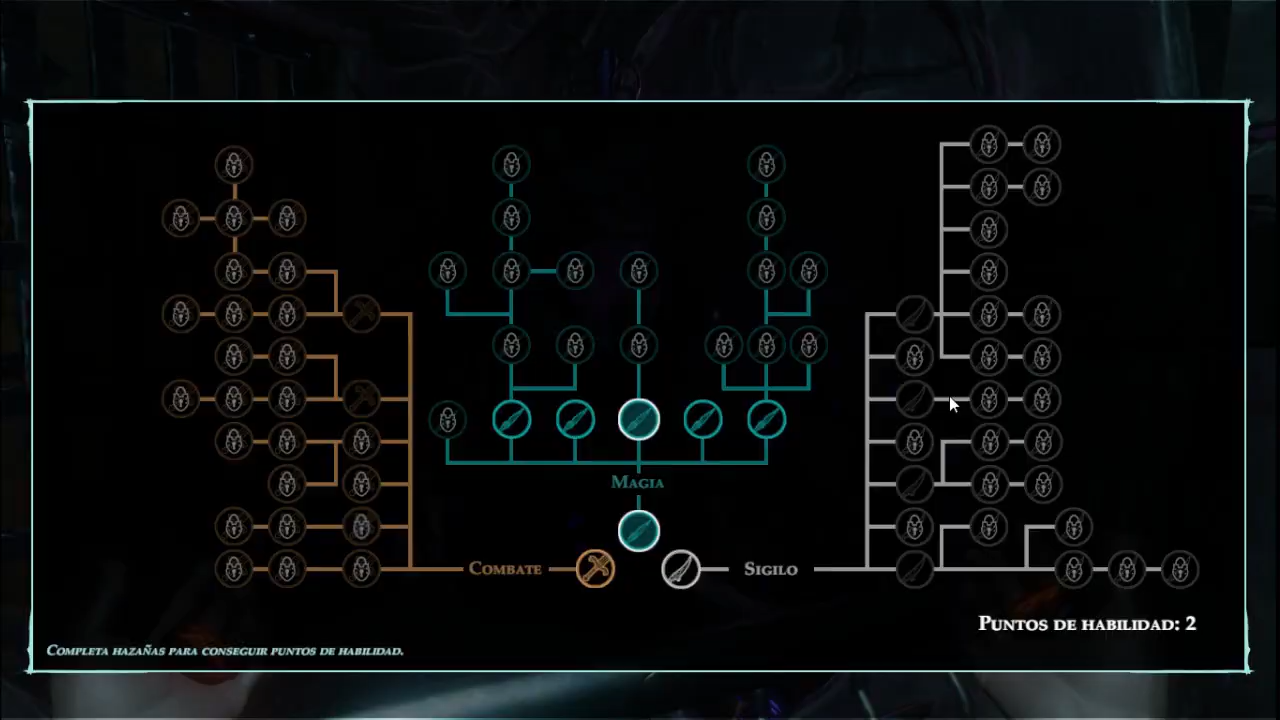 Magia
Combate
Sigilo
Puntos de habilidad: 2
Completa hazañas para conseguir puntos de habilidad.